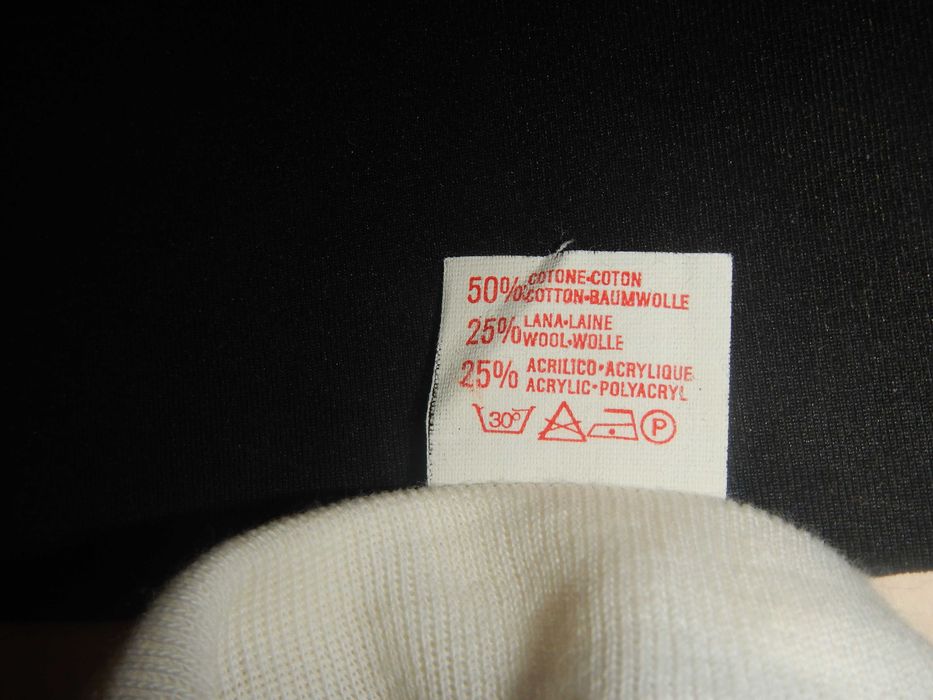 50% COTONE•COTON
COTTON•BAUMWOLLE
25% LANA•LAINE
WOOL•WOLLE
25% ACRILICO•ACRYLIQUE
ACRYLIC•POLYACRYL
30° P